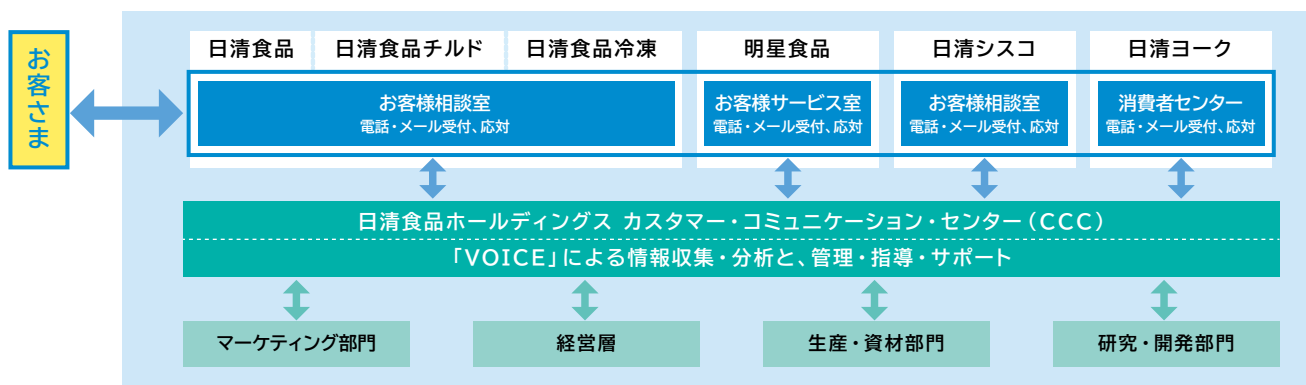 お客さま
日清食品
日清食品チルド
日清食品冷凍
明星食品
日清シスコ
日清ヨーク
お客様相談室
電話・メール受付、応対
お客様サービス室
電話・メール受付、応対
お客様相談室
電話・メール受付、応対
消費者センター
電話・メール受付、応対
日清食品ホールディングス カスタマー・コミュニケーション・センター（CCC）
「VOICE」による情報収集・分析と、管理・指導・サポート
マーケティング部門
経営層
生産・資材部門
研究・開発部門